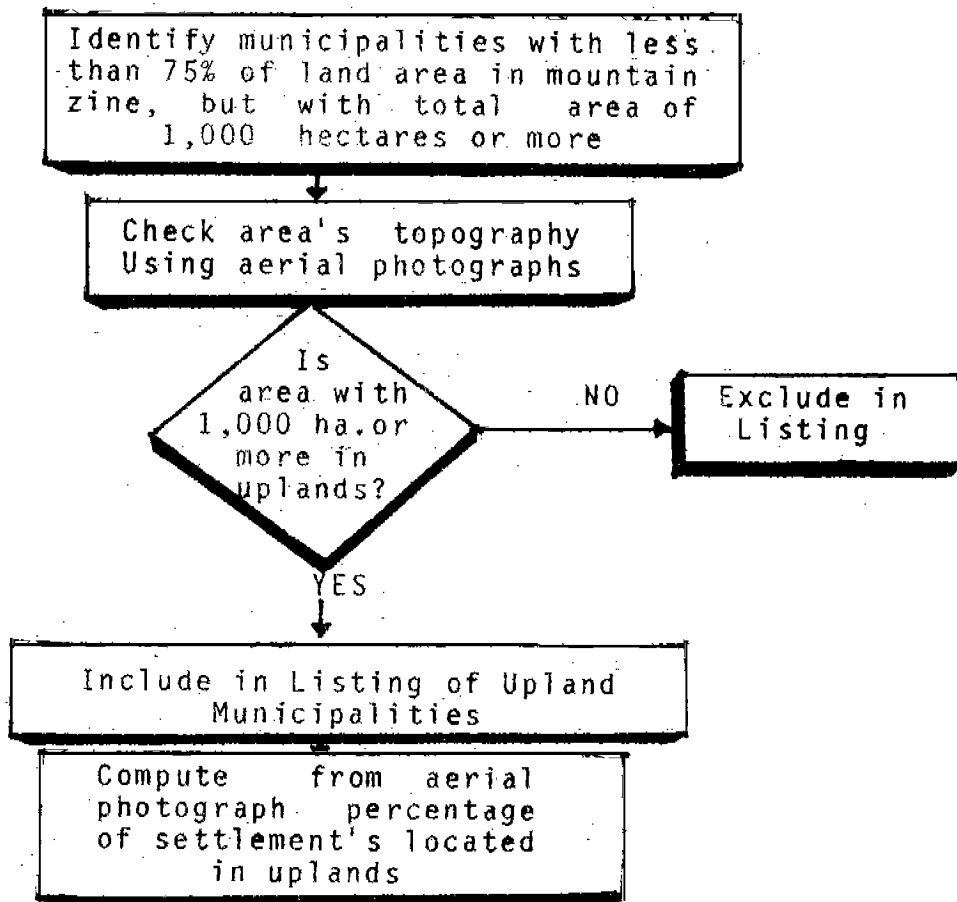 Identify municipalities with less
than 75% of land area in mountain
zine, but with total area of
1,000 hectares or more
Check area's topography
Using aerial photographs
Is
area with
1,000 ha.or
more in
uplands?
NO
Exclude in
Listing
YES
Include in Listing of Upland
Municipalities
Compute from aerial
photograph percentage
of settlement's located
in uplands